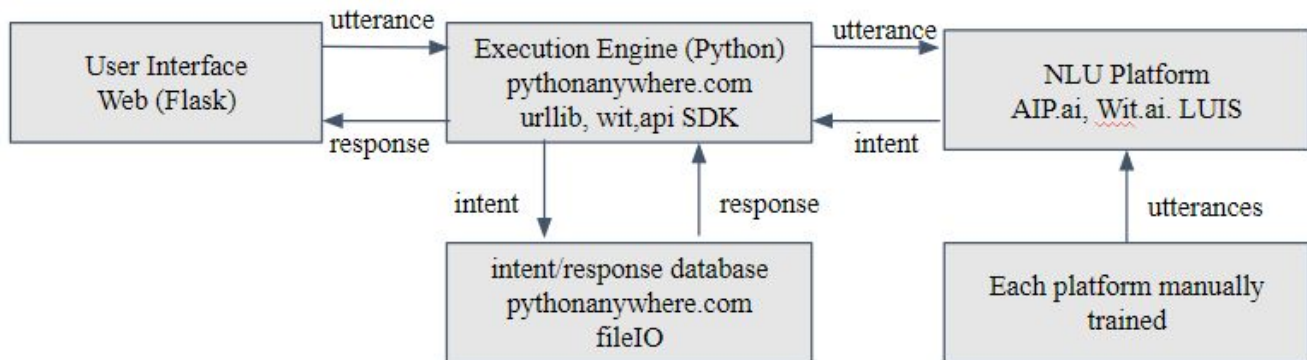 utterance
utterance
User Interface
Web (Flask)
Execution Engine (Python)
pythonanywhere.com
urllib, wit,api SDK
NLU Platform
AIP.ai, Wit.ai. LUIS
response
intent
intent
response
utterances
intent/response database
pythonanywhere.com
fileIO
Each platform manually
trained